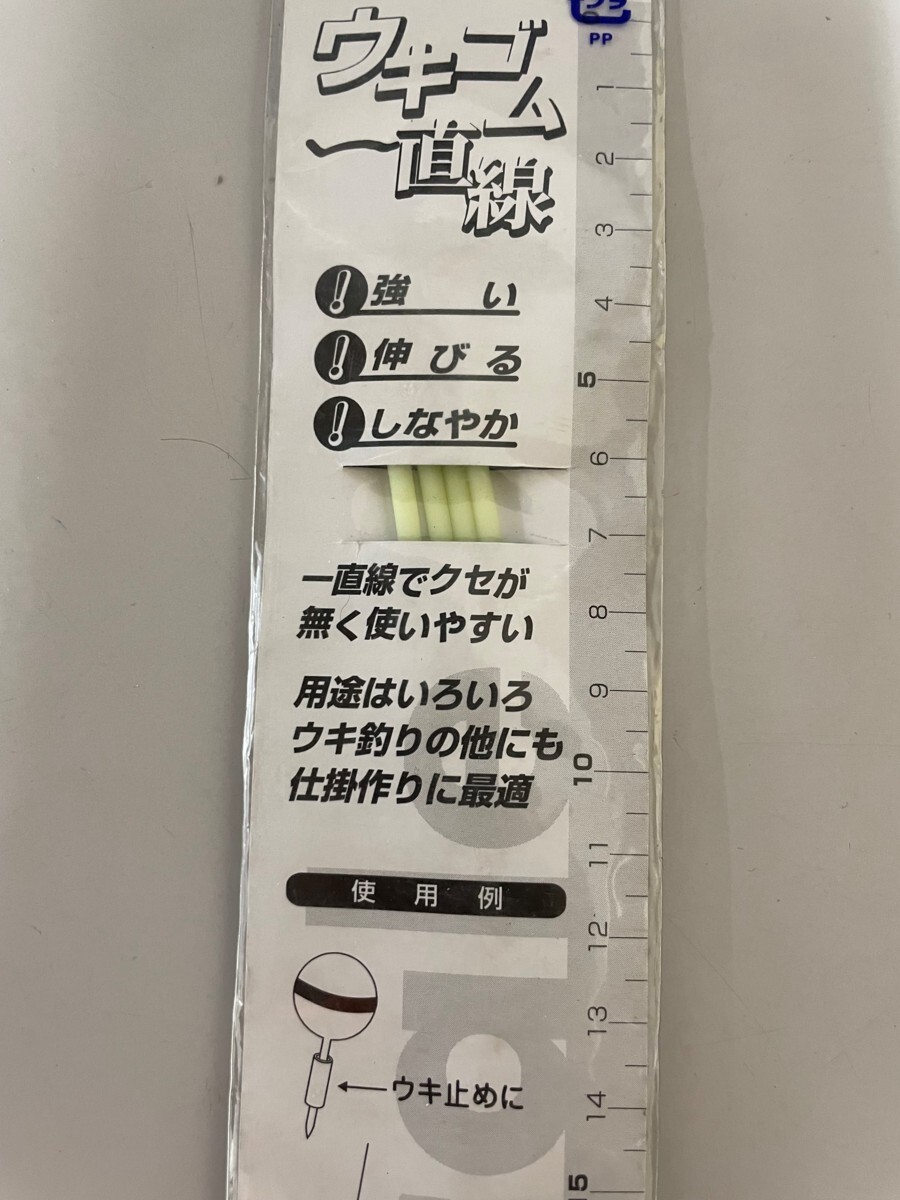 ウキゴム
一直線
プラ
PP
強い
伸びる
しなやか
一直線でクセが
無く使いやすい
用途はいろいろ
ウキ釣りの他にも
仕掛作りに最適
使用例
ウキ止めに
1
2
3
4
5
6
7
8
9
10
11
12
13
14
15